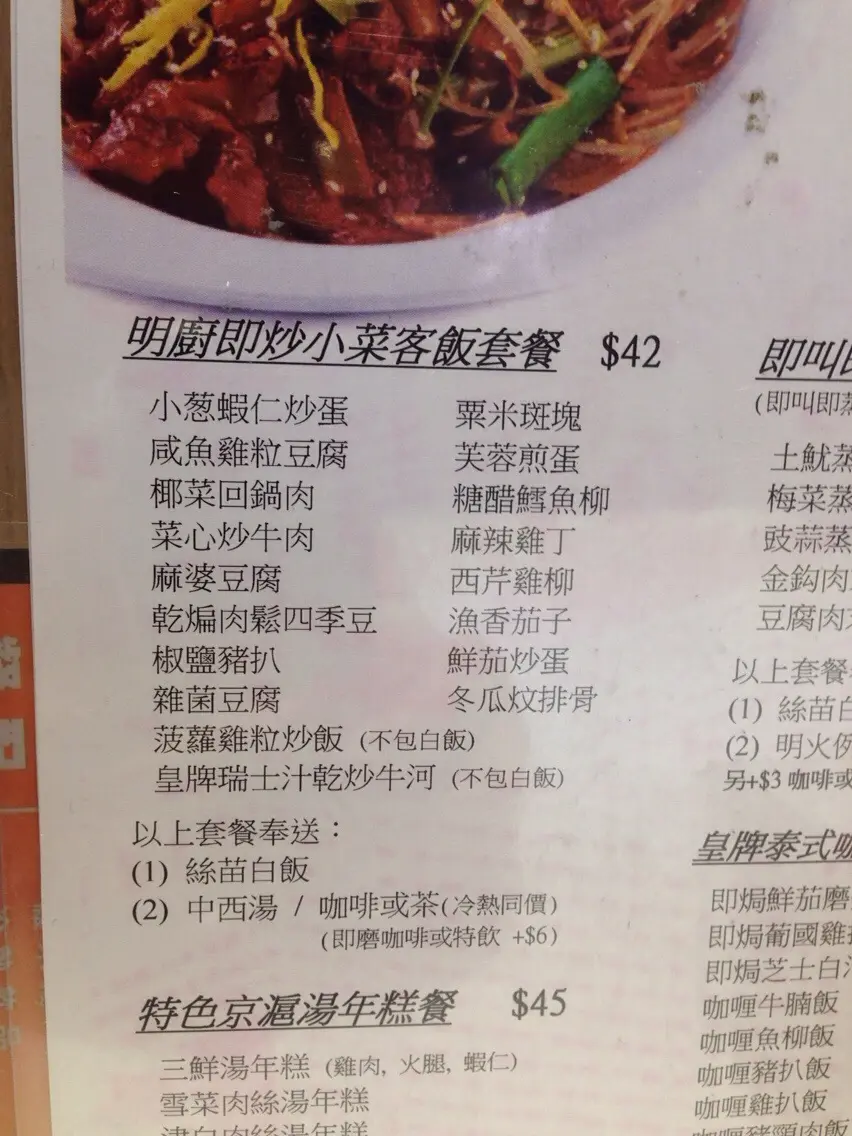 明廚即炒小菜客飯套餐 $42
小葱蝦仁炒蛋
咸魚雞粒豆腐
椰菜回鍋肉
菜心炒牛肉
麻婆豆腐
乾煸肉鬆四季豆
椒鹽豬扒
雜菌豆腐
菠蘿雞粒炒飯 (不包白飯)
皇牌瑞士汁乾炒牛河 (不包白飯)
粟米斑塊
芙蓉煎蛋
糖醋鱈魚柳
麻辣雞丁
西芹雞柳
漁香茄子
鮮茄炒蛋
冬瓜炆排骨
以上套餐奉送：
(1) 絲苗白飯
(2) 中西湯 / 咖啡或茶(冷熱同價)
(即磨咖啡或特飲 +$6)
特色京滬湯年糕餐 $45
三鮮湯年糕 (雞肉, 火腿, 蝦仁)
雪菜肉絲湯年糕
即叫
(即叫即蒸
土魷蒸
梅菜蒸
豉蒜蒸
金鈎肉
豆腐肉
以上套餐
(1) 絲苗白
(2) 明火例
另+$3 咖啡或
皇牌泰式咖
即焗鮮茄磨
即焗葡國雞
即焗芝士白汁
咖喱牛腩飯
咖喱魚柳飯
咖喱豬扒飯
咖喱雞扒飯